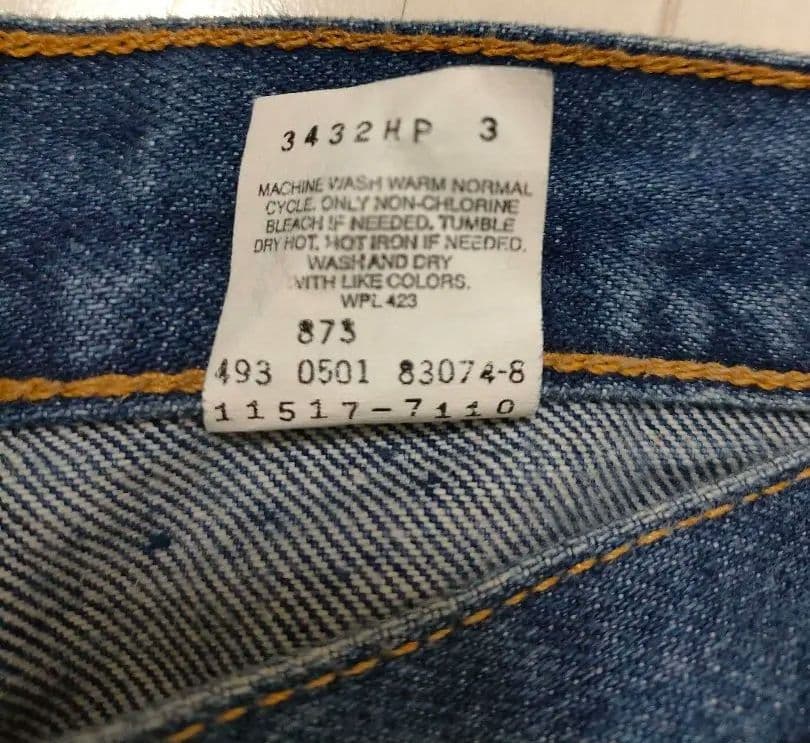 3432HP 3
MACHINE WASH WARM NORMAL
CYCLE. ONLY NON-CHLORINE
BLEACH IF NEEDED. TUMBLE
DRY HOT. HOT IRON IF NEEDED.
WASH AND DRY
WITH LIKE COLORS.
WPL 423
873
493 0501 83074-8
11517-7110